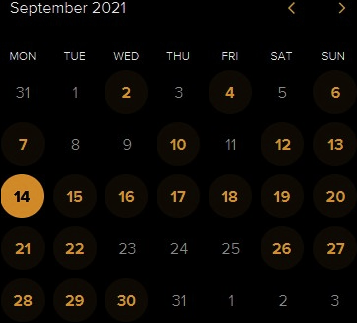 September 2021
MON TUE WED THU FRI SAT SUN
31 1 2 3 4 5 6
7 8 9 10 11 12 13
14 15 16 17 18 19 20
21 22 23 24 25 26 27
28 29 30 31 1 2 3